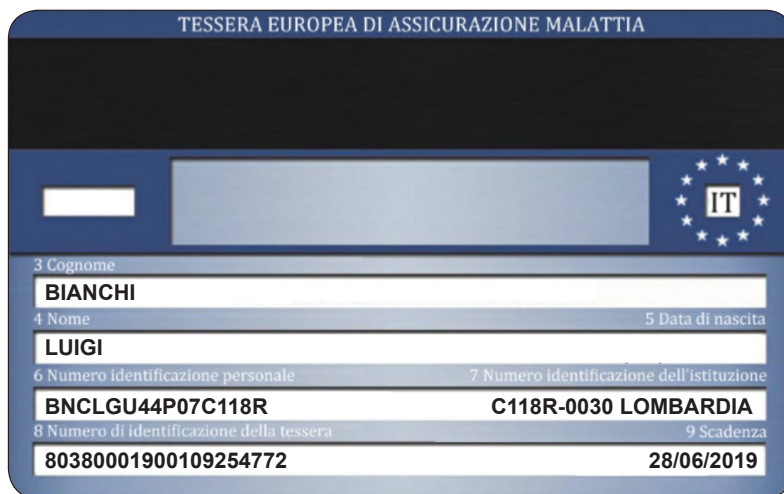 TESSERA EUROPEA DI ASSICURAZIONE MALATTIA
IT
3 Cognome
BIANCHI
4 Nome 5 Data di nascita
LUIGI
6 Numero identificazione personale 7 Numero identificazione dell'istituzione
BNCLGU44P07C118R C118R-0030 LOMBARDIA
8 Numero di identificazione della tessera 9 Scadenza
80380001900109254772 28/06/2019